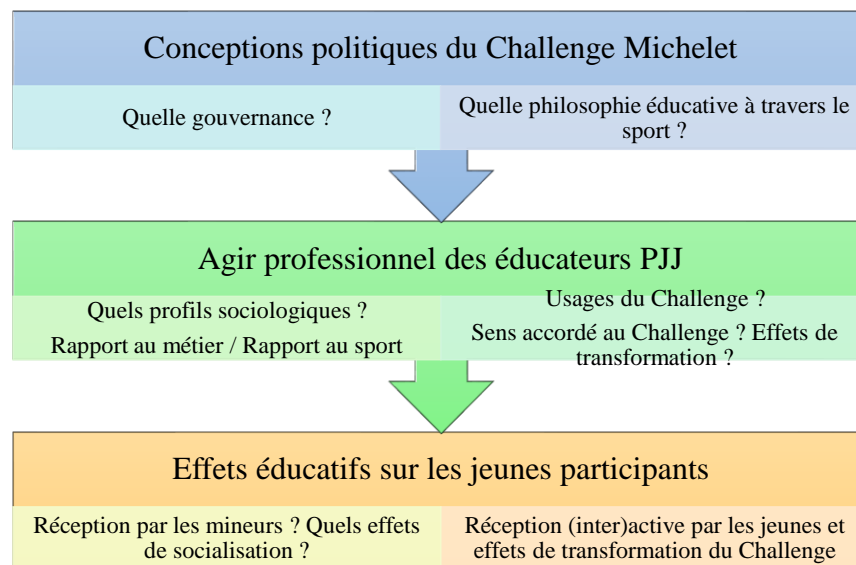 Conceptions politiques du Challenge Michelet
Quelle gouvernance ?
Quelle philosophie éducative à travers le
sport ?
Agir professionnel des éducateurs PJJ
Quels profils sociologiques ?
Rapport au métier / Rapport au sport
Usages du Challenge ?
Sens accordé au Challenge ? Effets de
transformation ?
Effets éducatifs sur les jeunes participants
Réception par les mineurs ? Quels effets
de socialisation ?
Réception (inter)active par les jeunes et
effets de transformation du Challenge